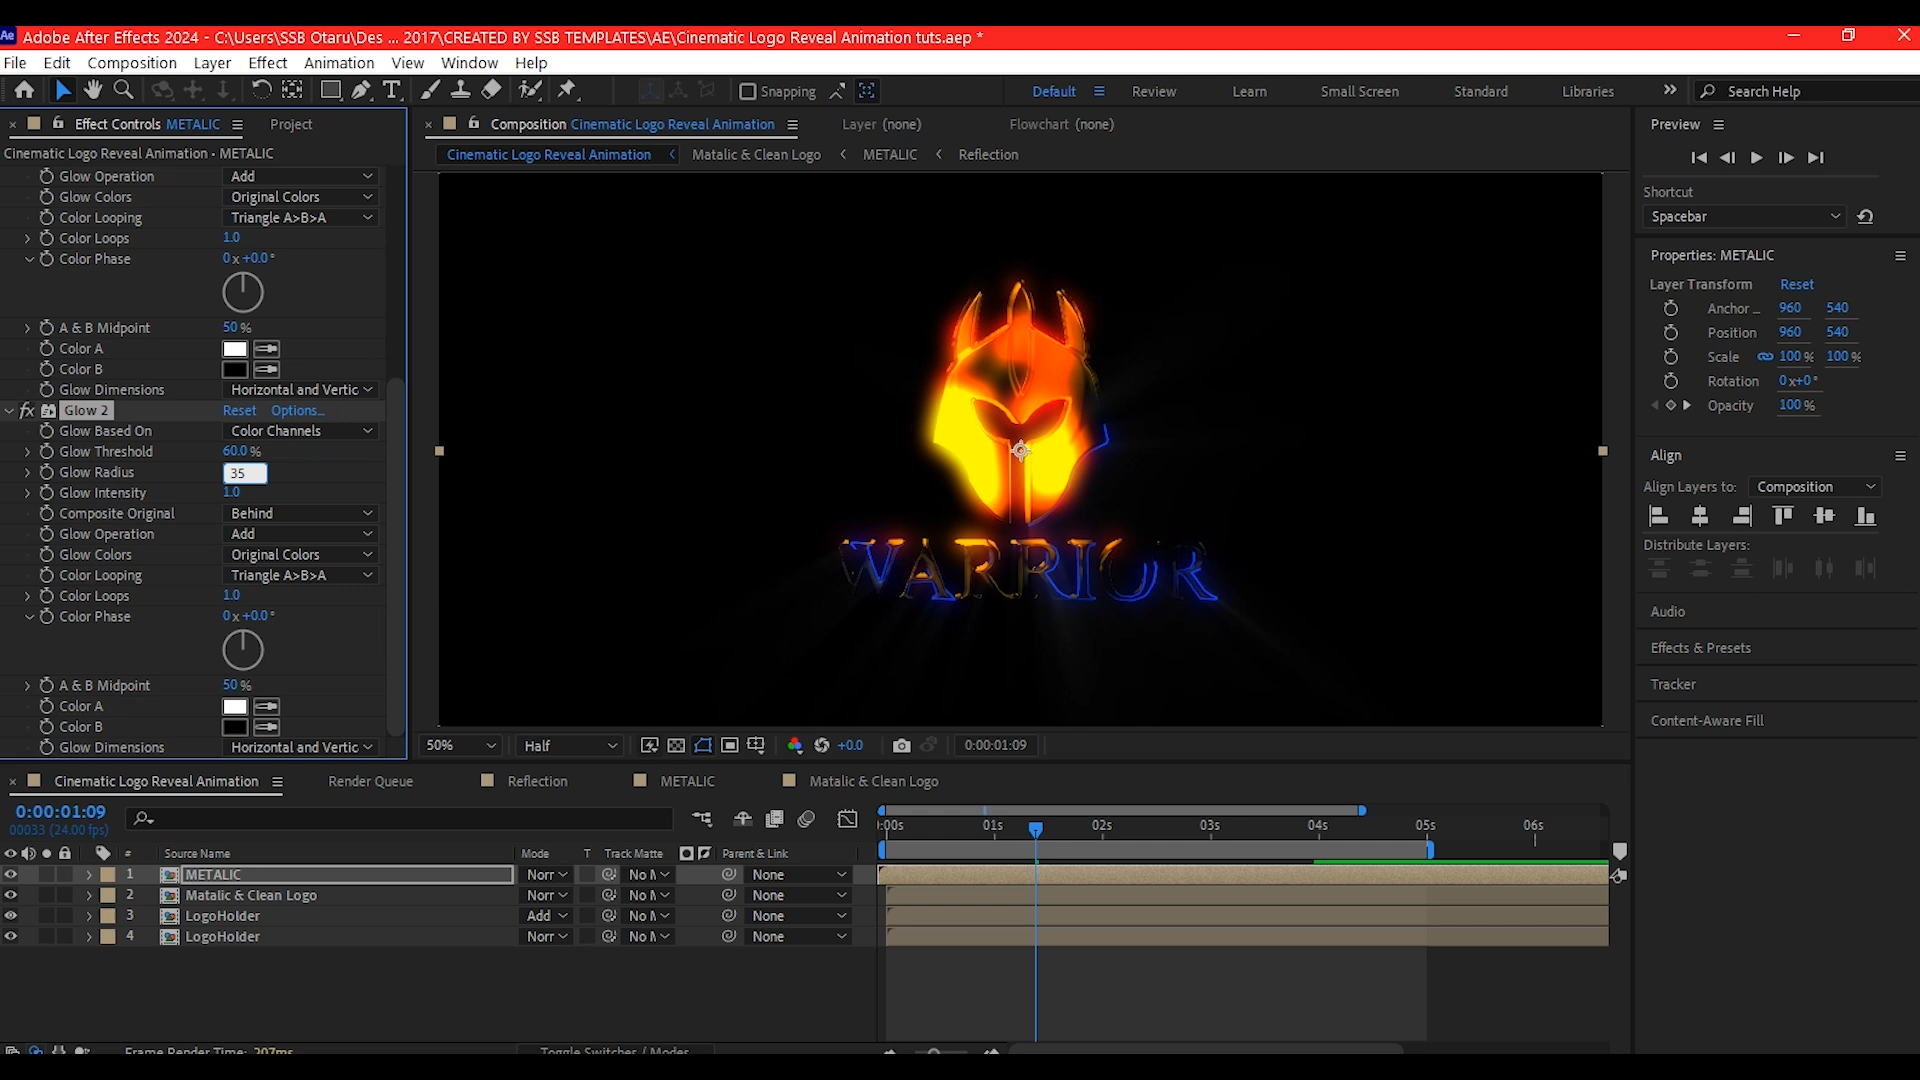 Ae Adobe After Effects 2024 - C:\Users\SSB Otaru\Des ... 2017\CREATED BY SSB TEMPLATES\AE\Cinematic Logo Reveal Animation tuts.aep *
File Edit Composition Layer Effect Animation View Window Help
Snapping Default Review Learn Small Screen Standard Libraries Search Help
Effect Controls METALIC Project
Cinematic Logo Reveal Animation • METALIC
Glow Operation Add
Glow Colors Original Colors
Color Looping Triangle A>B>A
Color Loops 1.0
Color Phase 0x+0.0°
A & B Midpoint 50%
Color A
Color B
Glow Dimensions Horizontal and Vertic
fx Glow 2 Reset Options...
Glow Based On Color Channels
Glow Threshold 60.0%
Glow Radius 35
Glow Intensity 1.0
Composite Original Behind
Glow Operation Add
Glow Colors Original Colors
Color Looping Triangle A>B>A
Color Loops 1.0
Color Phase 0x+0.0°
A & B Midpoint 50%
Color A
Color B
Glow Dimensions Horizontal and Vertic
Composition Cinematic Logo Reveal Animation Layer (none) Flowchart (none)
Cinematic Logo Reveal Animation Matalic & Clean Logo METALIC Reflection
WARRIOR
50% Half +0.0 0:00:01:09
Preview
Shortcut
Spacebar
Properties: METALIC
Layer Transform Reset
Anchor ... 960 540
Position 960 540
Scale 100% 100%
Rotation 0x+0°
Opacity 100%
Align
Align Layers to: Composition
Distribute Layers:
Audio
Effects & Presets
Tracker
Content-Aware Fill
Cinematic Logo Reveal Animation Render Queue Reflection METALIC Matalic & Clean Logo
0:00:01:09
00033 (24.00 fps)
:00s 01s 02s 03s 04s 05s 06s
# Source Name Mode T Track Matte Parent & Link
1 METALIC Norr No M None
2 Matalic & Clean Logo Norr No M None
3 LogoHolder Add No M None
4 LogoHolder Norr No M None
Frame Render Time: 207ms Toggle Switches / Modes